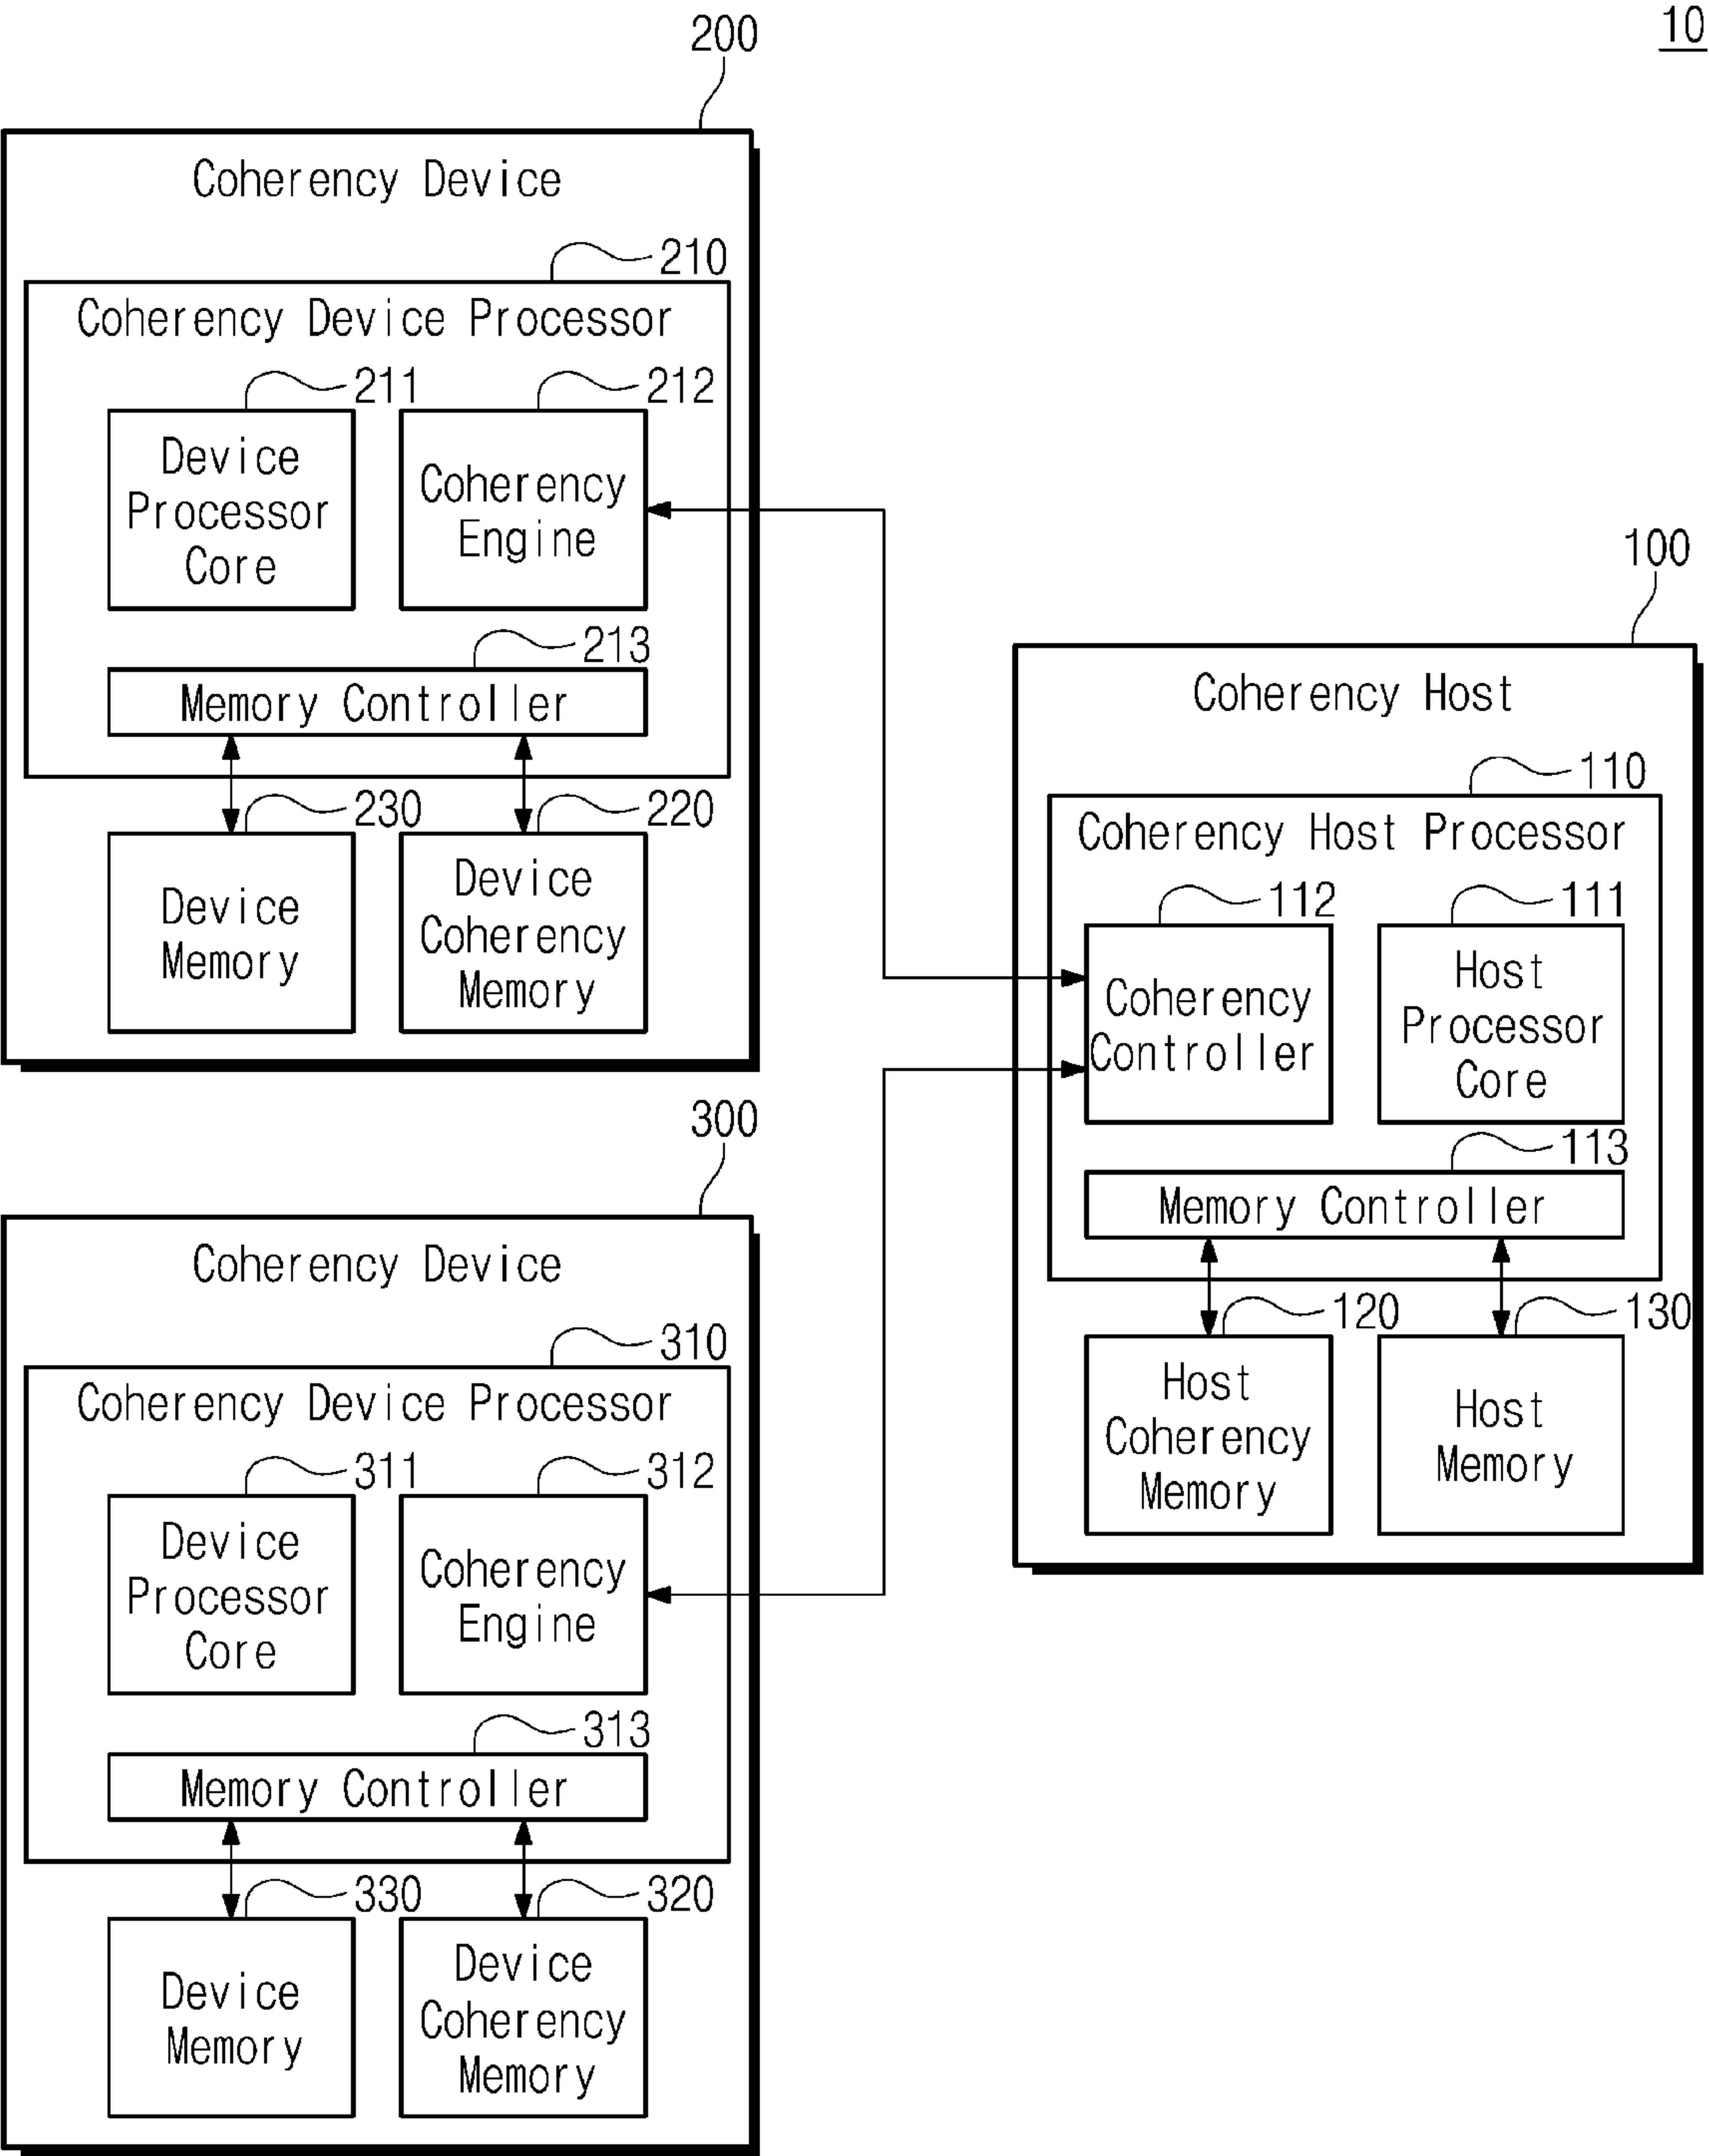 10
200
Coherency Device
210
Coherency Device Processor
211
212
Device
Processor
Core
Coherency
Engine
213
Memory Controller
230
220
Device
Memory
Device
Coherency
Memory
100
Coherency Host
110
Coherency Host Processor
112
111
Coherency
Controller
Host
Processor
Core
113
Memory Controller
120
130
Host
Coherency
Memory
Host
Memory
300
Coherency Device
310
Coherency Device Processor
311
312
Device
Processor
Core
Coherency
Engine
313
Memory Controller
330
320
Device
Memory
Device
Coherency
Memory